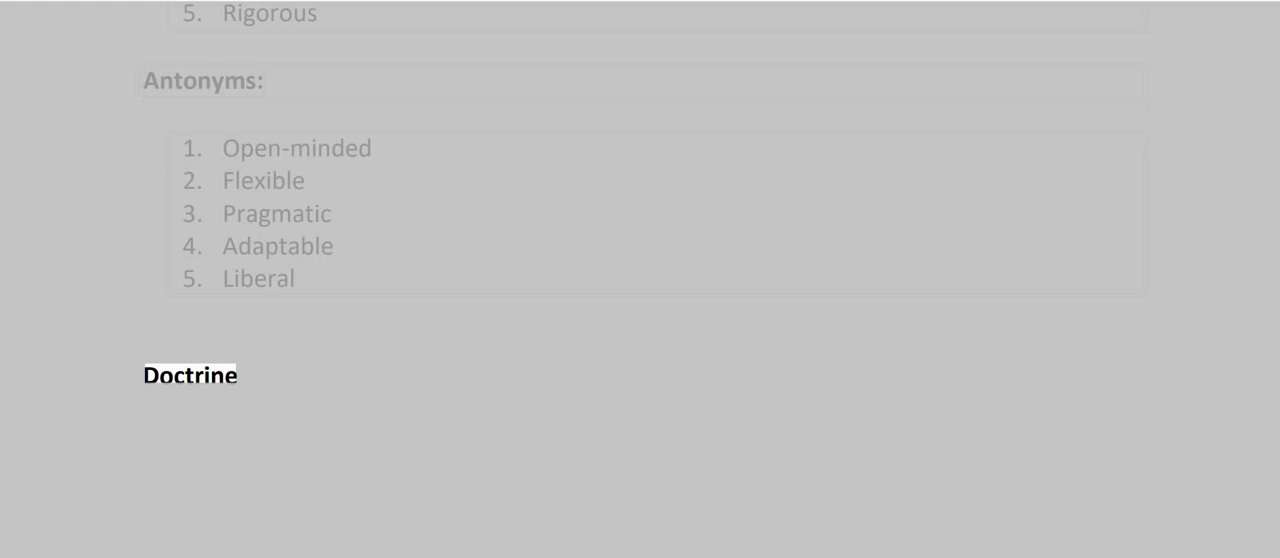 5. Rigorous
Antonyms:
1. Open-minded
2. Flexible
3. Pragmatic
4. Adaptable
5. Liberal
Doctrine